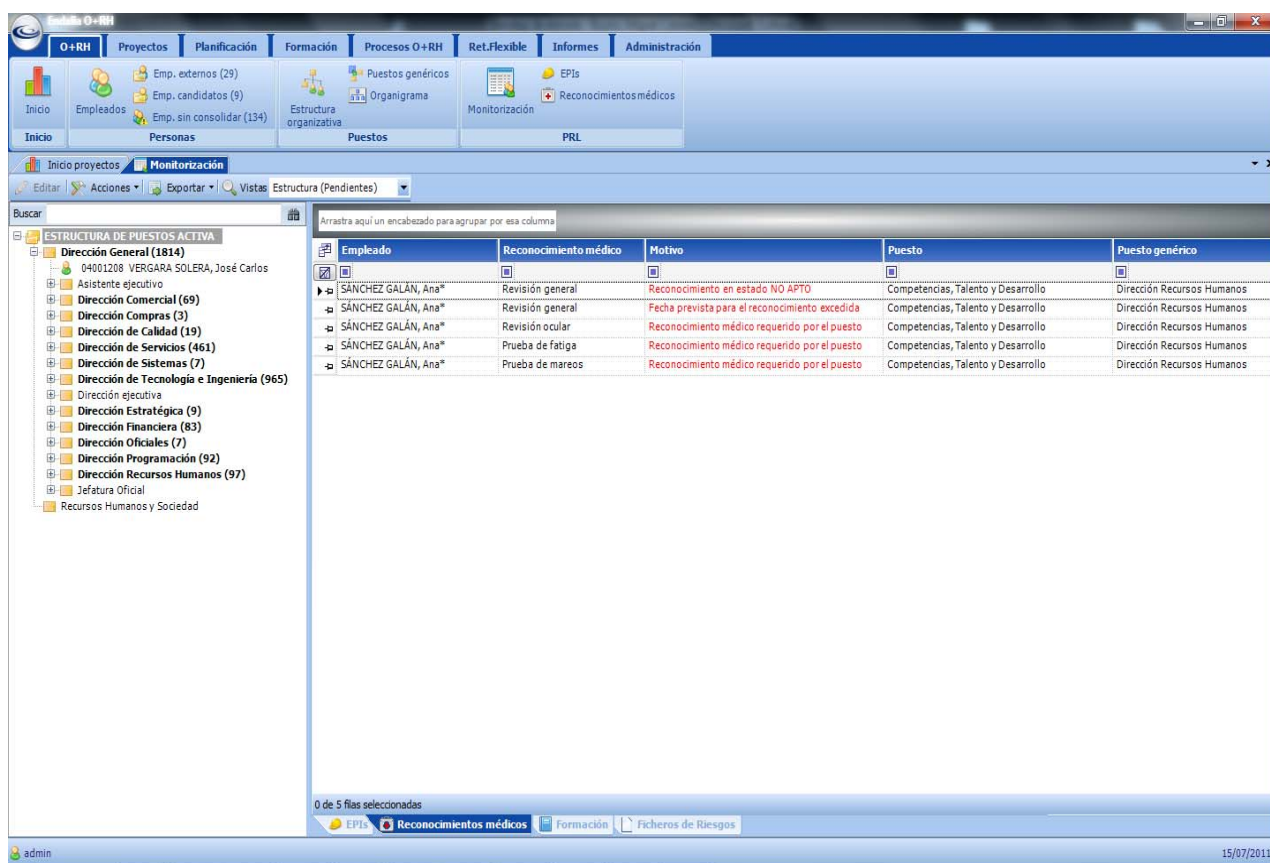 Endalia O+RH
O+RH Proyectos Planificación Formación Procesos O+RH Ret.Flexible Informes Administración
Inicio
Empleados
Emp. externos (29)
Emp. candidatos (9)
Emp. sin consolidar (134)
Estructura organizativa
Puestos genéricos
Organigrama
Monitorización
EPIs
Reconocimientos médicos
Inicio Personas Puestos PRL
Inicio proyectos Monitorización
Editar Acciones Exportar Vistas Estructura (Pendientes)
Buscar
ESTRUCTURA DE PUESTOS ACTIVA
Dirección General (1814)
04001208 VERGARA SOLERA, José Carlos
Asistente ejecutivo
Dirección Comercial (69)
Dirección Compras (3)
Dirección de Calidad (19)
Dirección de Servicios (461)
Dirección de Sistemas (7)
Dirección de Tecnología e Ingeniería (965)
Dirección ejecutiva
Dirección Estratégica (9)
Dirección Financiera (83)
Dirección Oficiales (7)
Dirección Programación (92)
Dirección Recursos Humanos (97)
Jefatura Oficial
Recursos Humanos y Sociedad
Arrastra aquí un encabezado para agrupar por esa columna
Empleado Reconocimiento médico Motivo Puesto Puesto genérico
SÁNCHEZ GALÁN, Ana* Revisión general Reconocimiento en estado NO APTO Competencias, Talento y Desarrollo Dirección Recursos Humanos
SÁNCHEZ GALÁN, Ana* Revisión general Fecha prevista para el reconocimiento excedida Competencias, Talento y Desarrollo Dirección Recursos Humanos
SÁNCHEZ GALÁN, Ana* Revisión ocular Reconocimiento médico requerido por el puesto Competencias, Talento y Desarrollo Dirección Recursos Humanos
SÁNCHEZ GALÁN, Ana* Prueba de fatiga Reconocimiento médico requerido por el puesto Competencias, Talento y Desarrollo Dirección Recursos Humanos
SÁNCHEZ GALÁN, Ana* Prueba de mareos Reconocimiento médico requerido por el puesto Competencias, Talento y Desarrollo Dirección Recursos Humanos
0 de 5 filas seleccionadas
EPIs Reconocimientos médicos Formación Ficheros de Riesgos
admin 15/07/2011